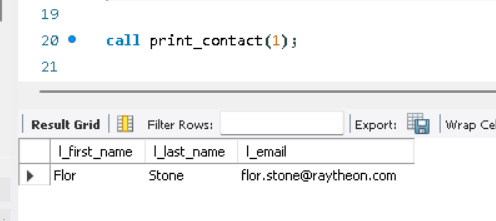 19
20 call print_contact(1);
21
Result Grid Filter Rows: Export: Wrap Cel
l_first_name l_last_name l_email
Flor Stone flor.stone@raytheon.com